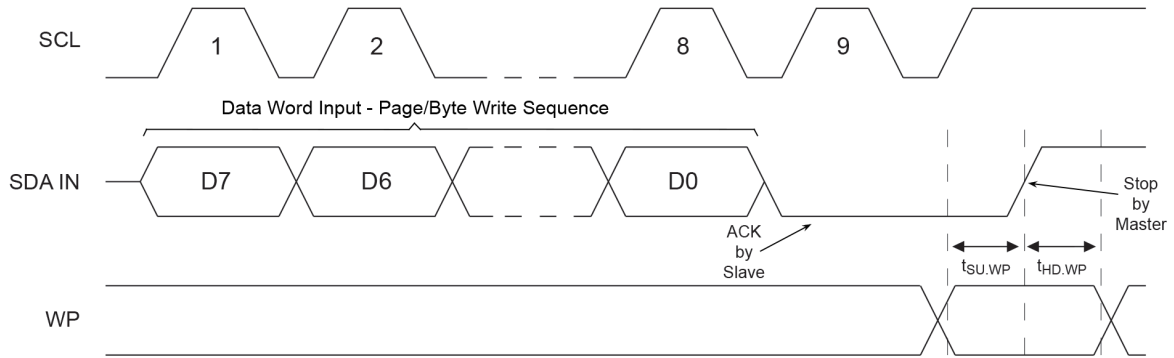 SCL
1
2
8
9
Data Word Input - Page/Byte Write Sequence
SDA IN
D7
D6
D0
Stop
by
Master
ACK
by
Slave
tSU.WP
tHD.WP
WP